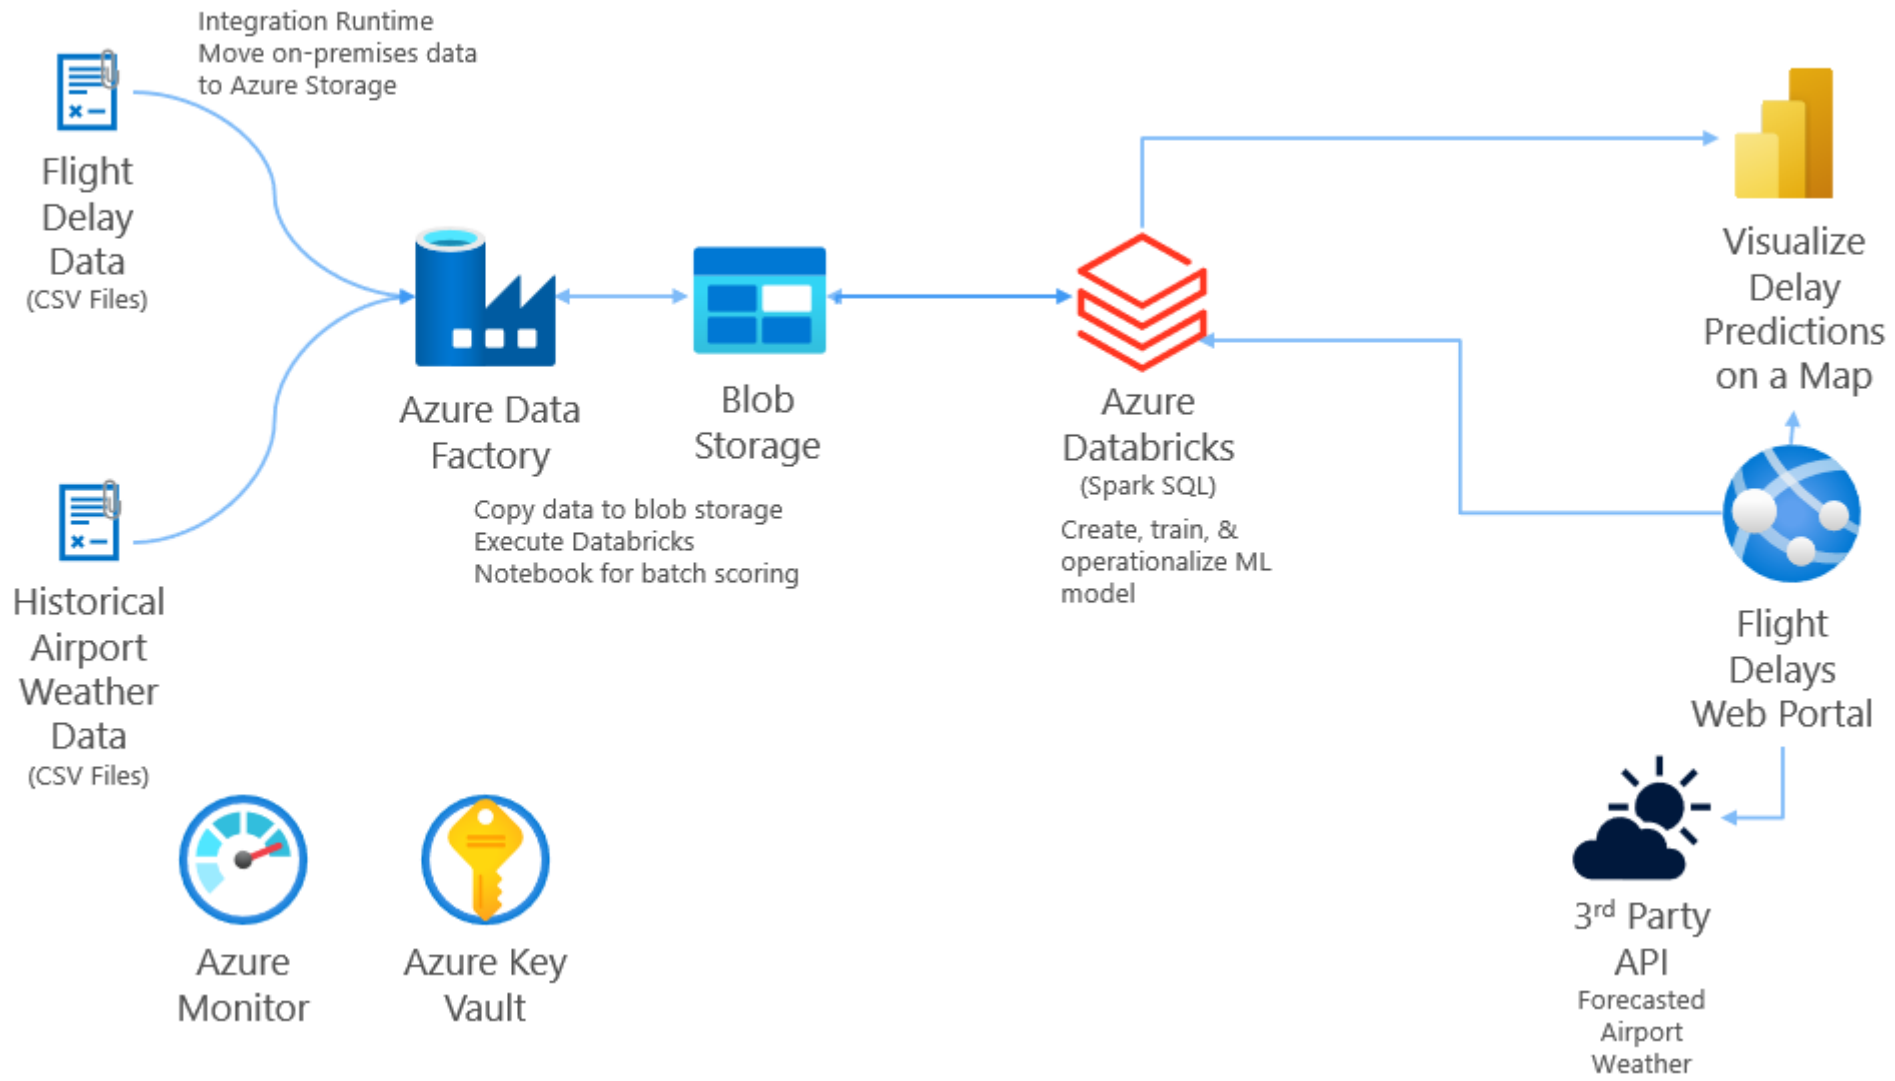 Integration Runtime
Move on-premises data
to Azure Storage
Flight
Delay
Data
(CSV Files)
Historical
Airport
Weather
Data
(CSV Files)
Azure Data
Factory
Blob
Storage
Copy data to blob storage
Execute Databricks
Notebook for batch scoring
Azure
Databricks
(Spark SQL)
Create, train, &
operationalize ML
model
Visualize
Delay
Predictions
on a Map
Flight
Delays
Web Portal
3rd Party
API
Forecasted
Airport
Weather
Azure
Monitor
Azure Key
Vault